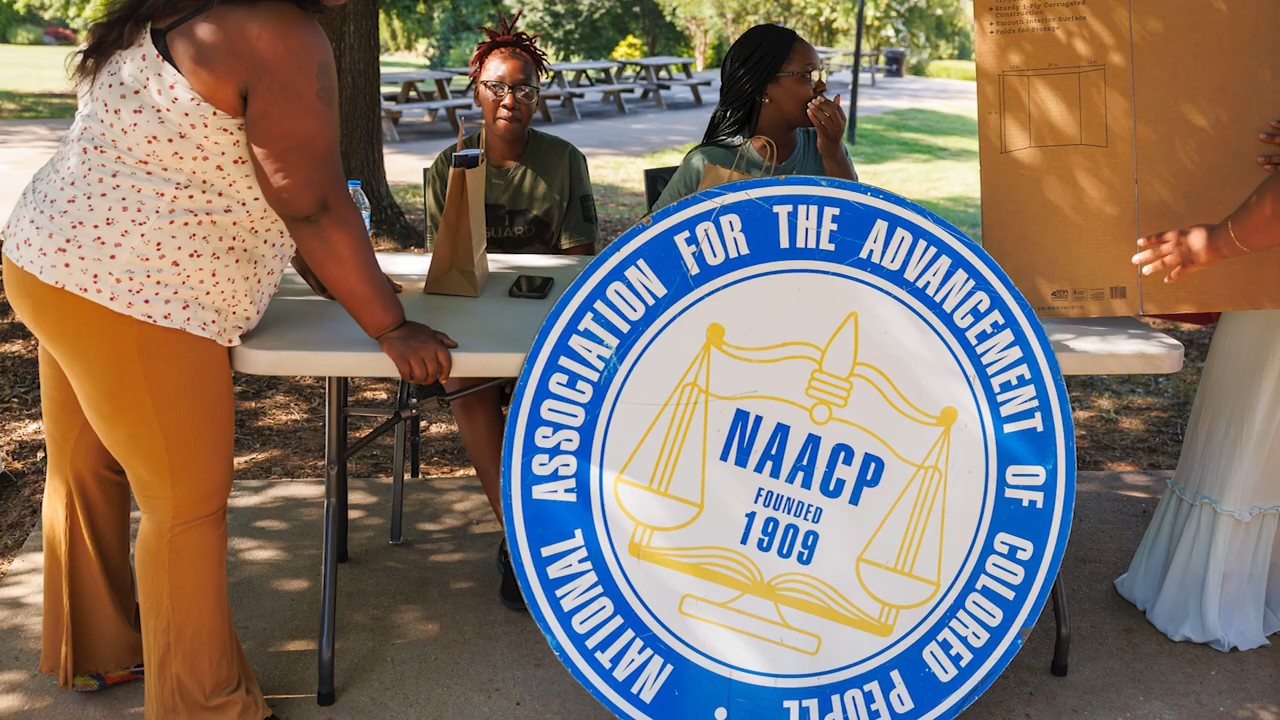 • Sturdy 1-Ply Corrugated
Construction
• Smooth Interior Surface
• Folds for Storage
GUARD
NATIONAL ASSOCIATION FOR THE ADVANCEMENT OF COLORED PEOPLE
NAACP
FOUNDED
1909